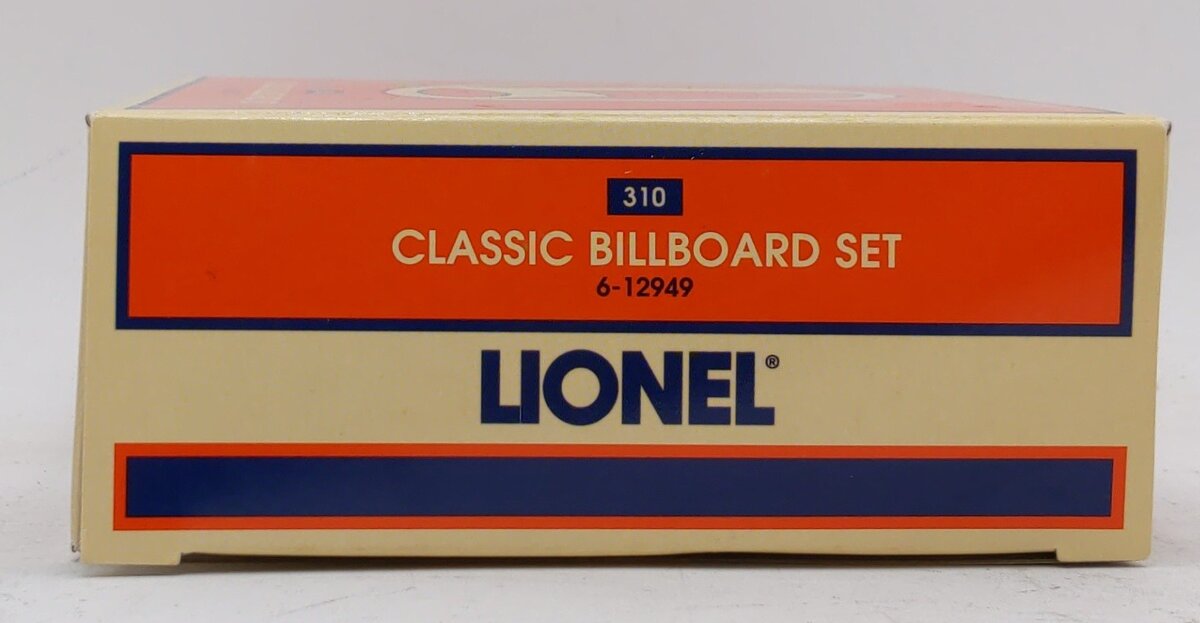 310
CLASSIC BILLBOARD SET
6-12949
LIONEL®